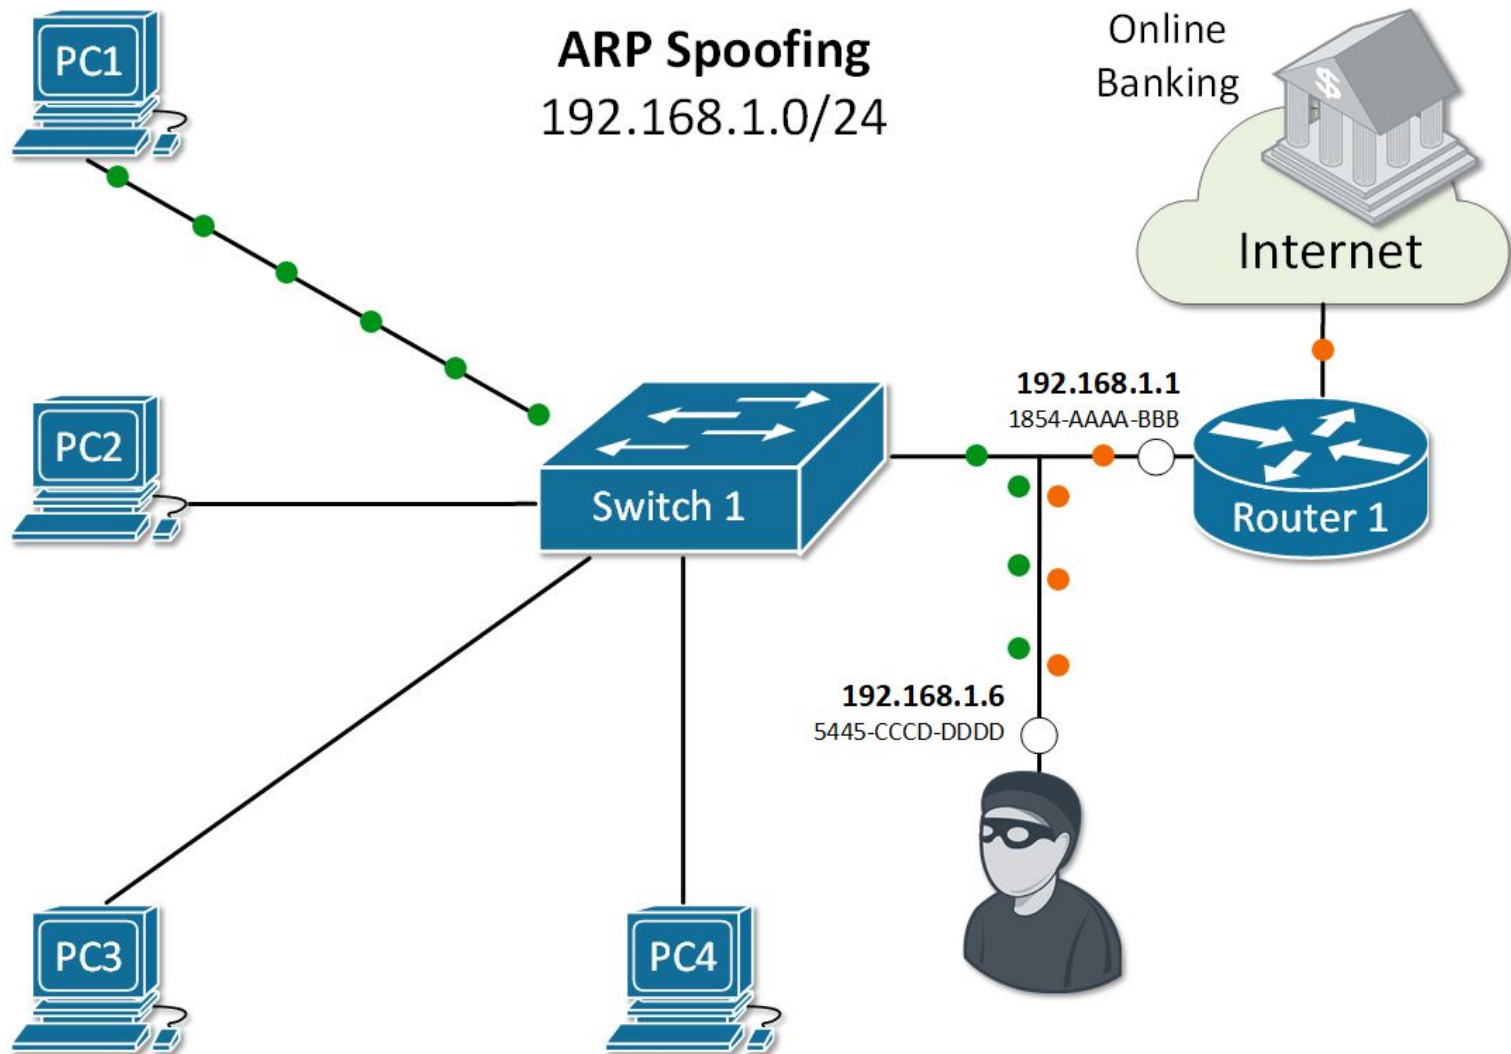 PC1
ARP Spoofing
192.168.1.0/24
Online
Banking
$
Internet
192.168.1.1
1854-AAAA-BBB
PC2
Switch 1
Router 1
192.168.1.6
5445-CCCD-DDDD
PC3
PC4